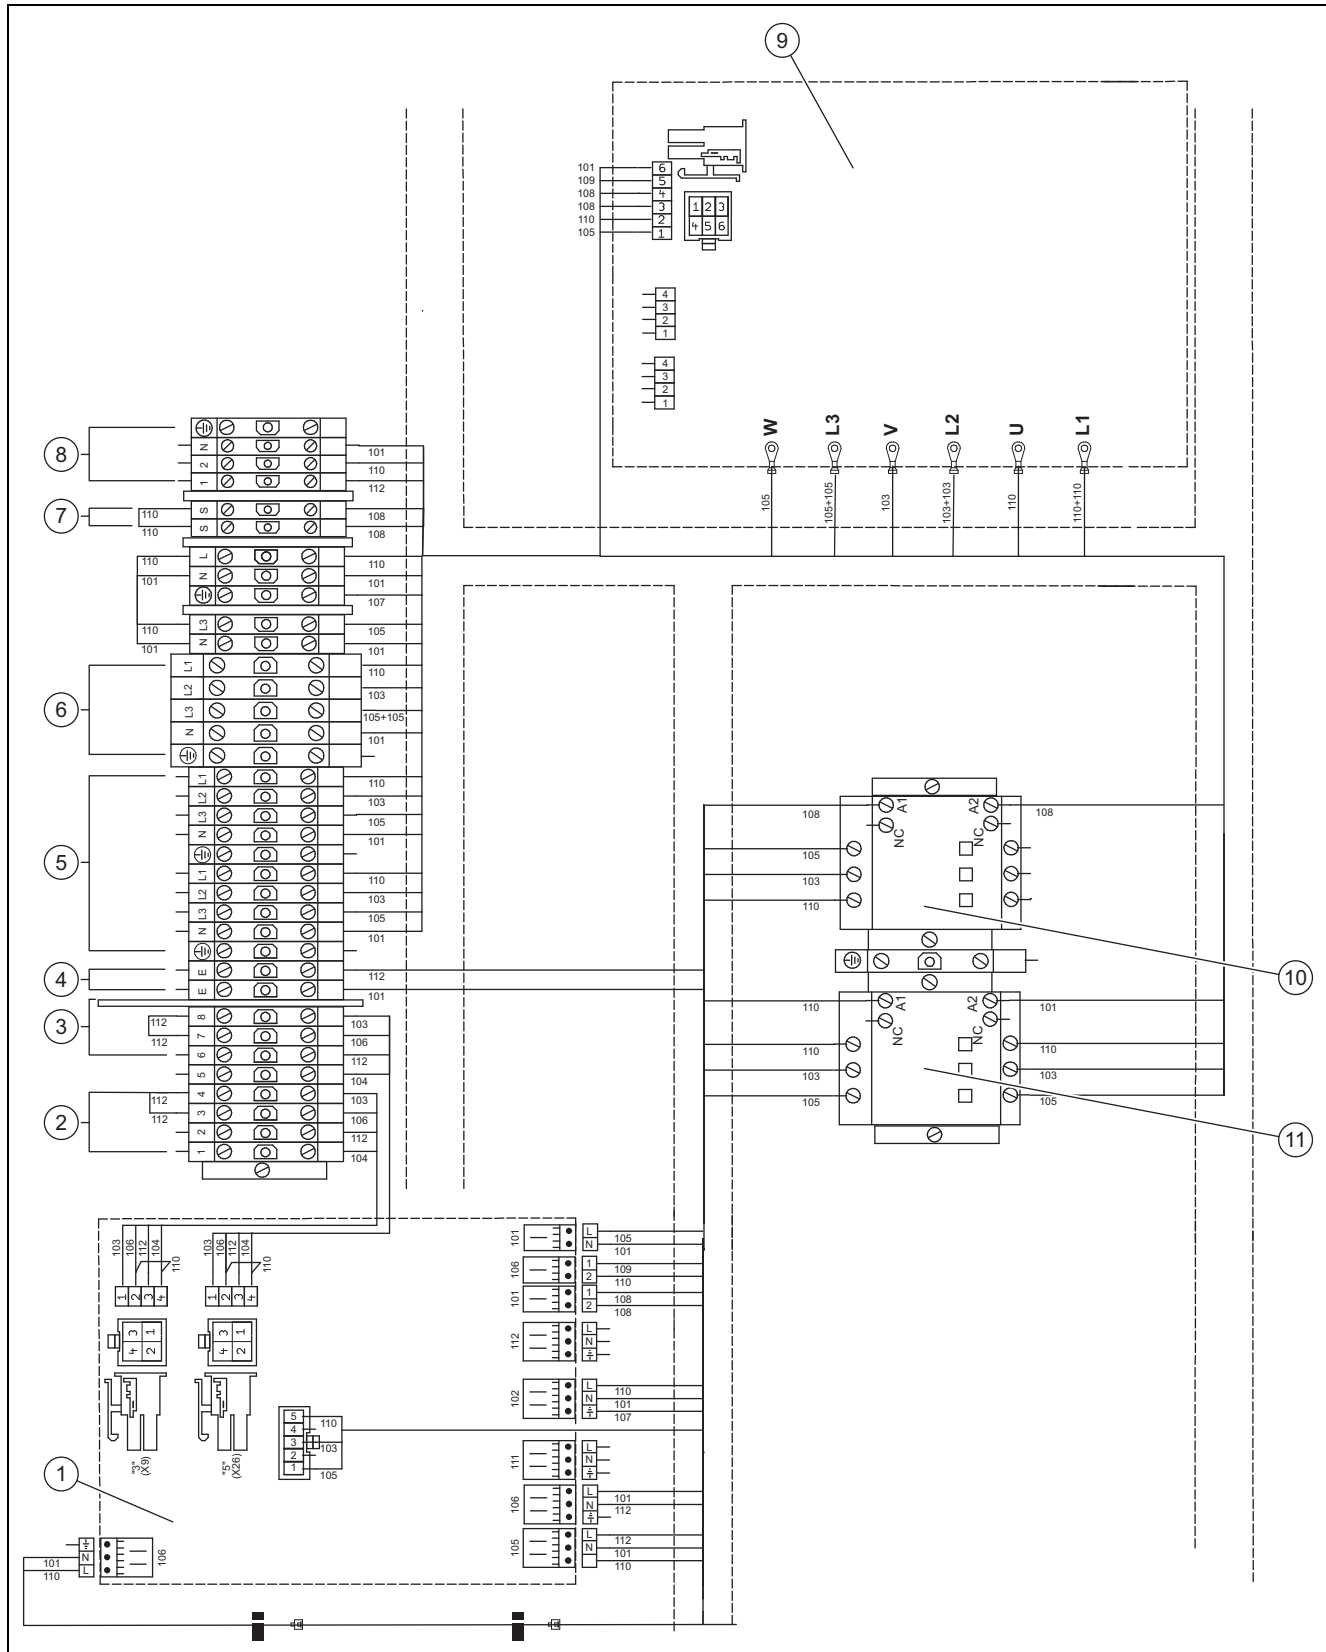 9
101 6
109 5
108 4
108 3
110 2
105 1
1 2 3
4 5 6
4
3
2
1
4
3
2
1
W L3 V L2 U L1
105 105+105 103 103+103 110 110+110
8
N 101
2 110
1 112
7
110 S 108
110 S 108
110 L 110
101 N 101
107
110 L3 105
101 N 101
6
L1 110
L2 103
L3 105+105
N 101
5
L1 110
L2 103
L3 105
N 101
L1 110
L2 103
L3 105
N 101
4
E 112
E 101
3
112 8 103
112 7 106
6 112
5 104
2
112 4 103
112 3 106
2 112
1 104
108 A1 A2 108
NC NC
105
103
110
10
110 A1 A2 101
NC NC
110 110
103 103
105 105
11
103 106 112 104 110
1 2 3 4
3 1
4 2
"3"
(X9)
103 106 112 104 110
1 2 3 4
3 1
4 2
"5"
(X26)
5 110
4
3 103
2
1 105
101 L 105
N 101
106 1 109
2 110
101 1 108
2 108
112 L
N
102 L 110
N 101
107
111 L
N
106 L 101
N 112
105 L 112
N 101
110
1
N 101
L 110
106